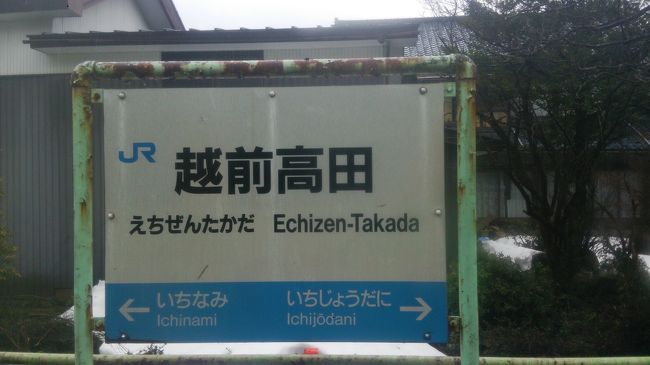 JR
越前高田
えちぜんたかだ Echizen-Takada
← いちなみ いちじょうだに →
Ichinami Ichijōdani